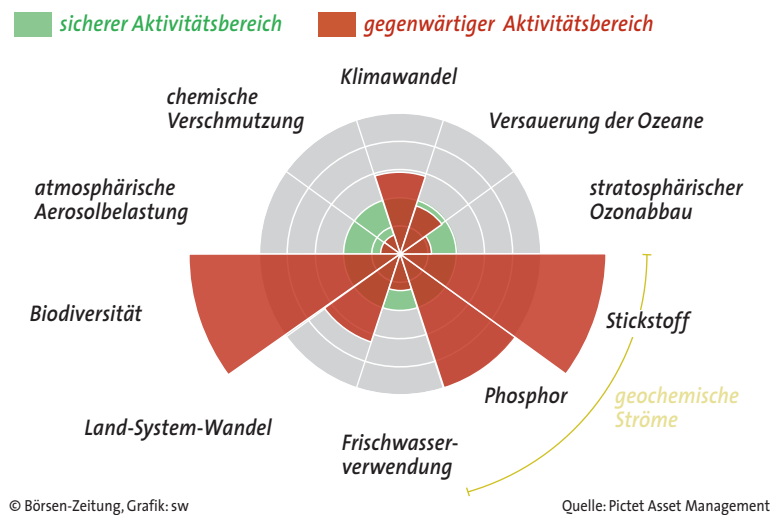 sicherer Aktivitätsbereich
gegenwärtiger Aktivitätsbereich
Klimawandel
chemische
Verschmutzung
Versauerung der Ozeane
atmosphärische
Aerosolbelastung
stratosphärischer
Ozonabbau
Biodiversität
Stickstoff
Phosphor
geochemische
Ströme
Land-System-Wandel
Frischwasser-
verwendung
© Börsen-Zeitung, Grafik: sw
Quelle: Pictet Asset Management